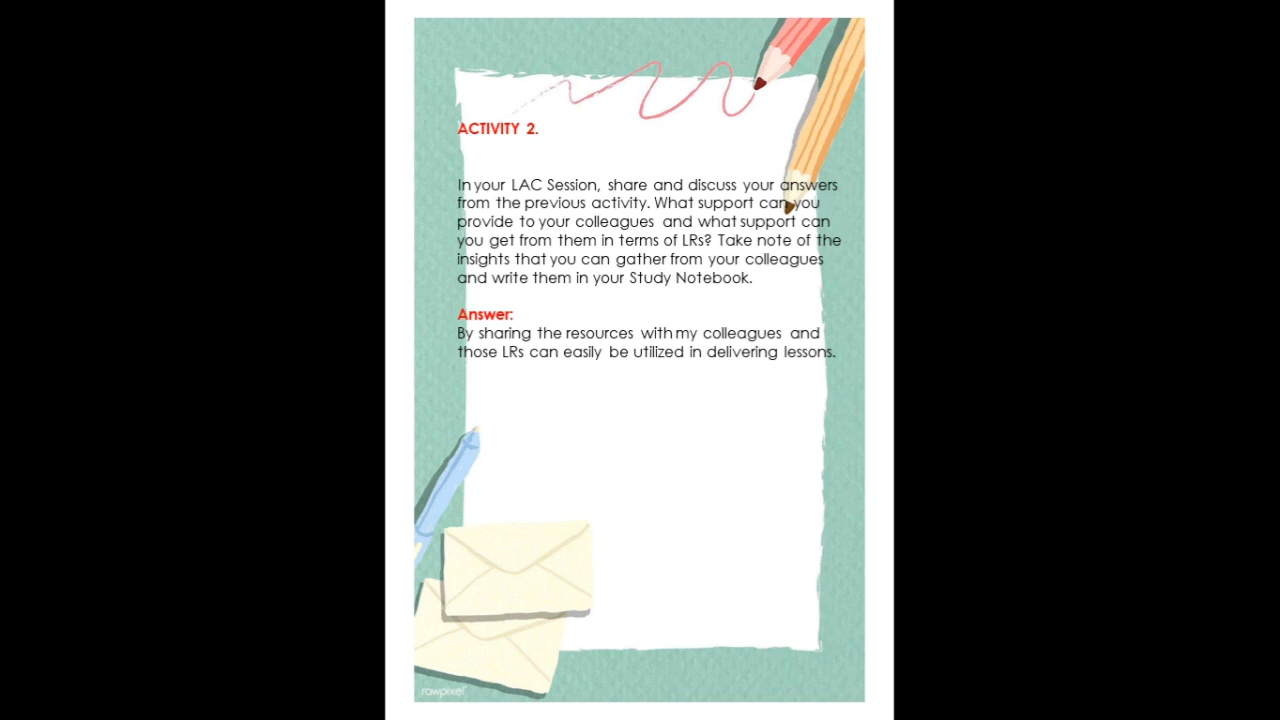 ACTIVITY 2.
In your LAC Session, share and discuss your answers
from the previous activity. What support can you
provide to your colleagues and what support can
you get from them in terms of LRs? Take note of the
insights that you can gather from your colleagues
and write them in your Study Notebook.
Answer:
By sharing the resources with my colleagues and
those LRs can easily be utilized in delivering lessons.
rawpixel